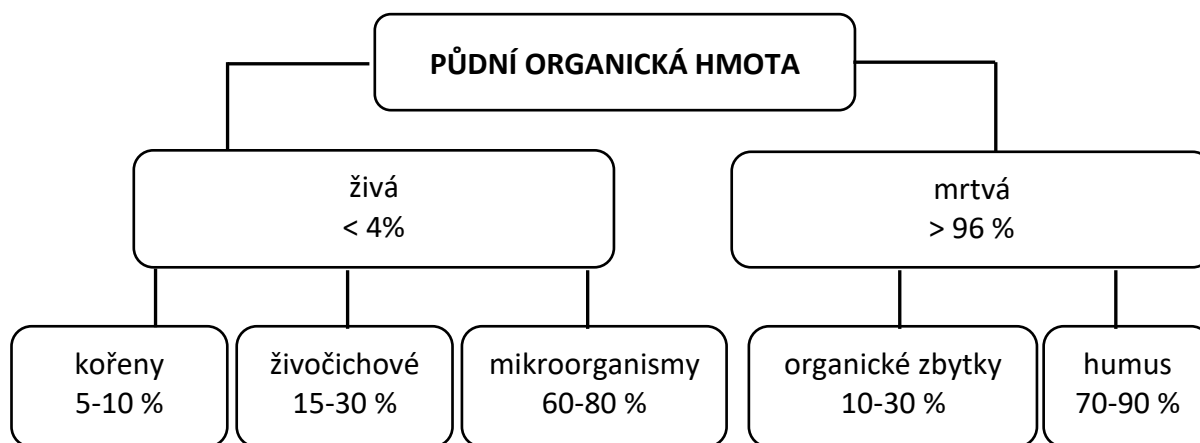 PŮDNÍ ORGANICKÁ HMOTA
živá
< 4%
mrtvá
> 96 %
kořeny
5-10 %
živočichové
15-30 %
mikroorganismy
60-80 %
organické zbytky
10-30 %
humus
70-90 %